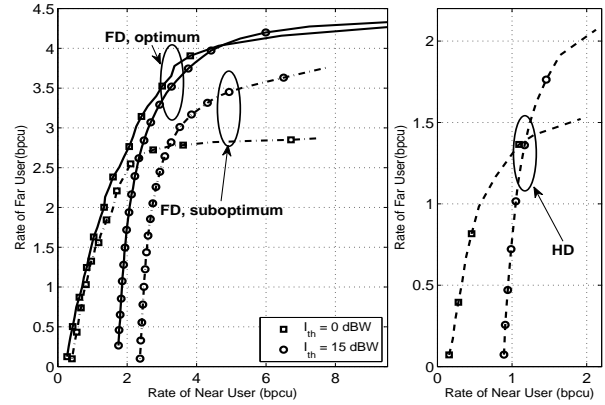 4.5
4
3.5
3
2.5
2
1.5
1
0.5
0
Rate of Far User(bpcu)
FD, optimum
FD, suboptimum
I_th = 0 dBW
I_th = 15 dBW
0 2 4 6 8
Rate of Near User (bpcu)
2
1.5
1
0.5
0
Rate of Far User (bpcu)
HD
0 1 2
Rate of Near User (bpcu)